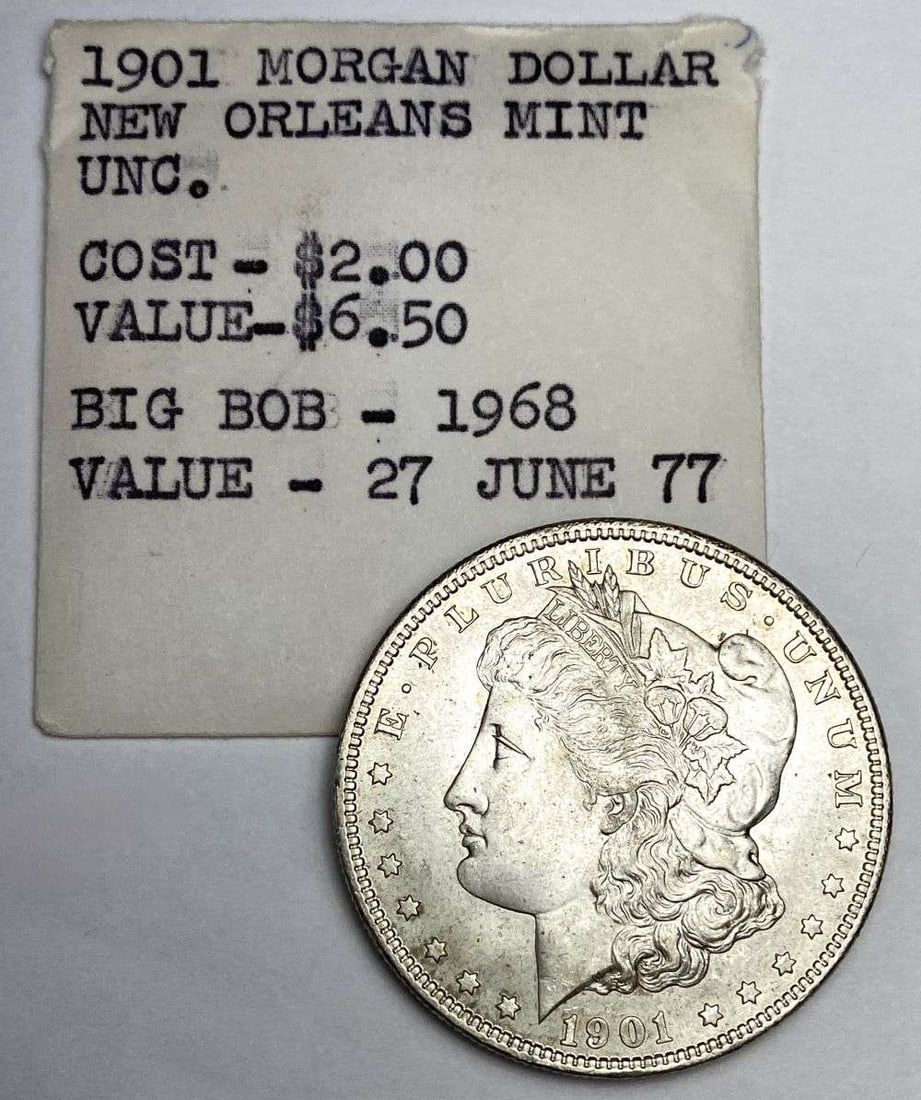 1901 MORGAN DOLLAR
NEW ORLEANS MINT
UNC.
COST - $2.00
VALUE-$6.50
BIG BOB - 1968
VALUE - 27 JUNE 77
E·PLURIBUS·UNUM
LIBERTY
1901